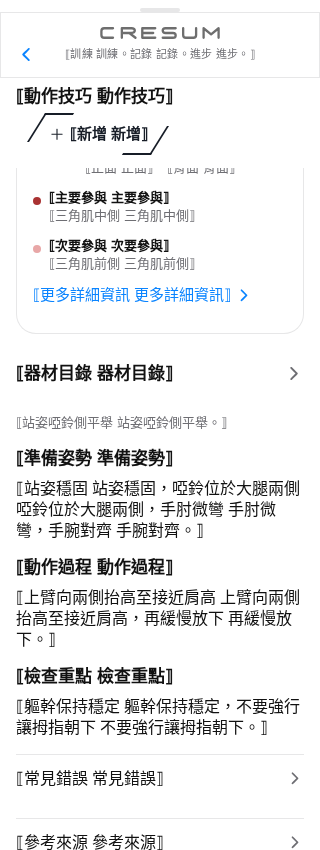 CRESUM
⟦訓練 訓練。記錄 記錄。進步 進步。⟧
⟦動作技巧 動作技巧⟧
＋ ⟦新增 新增⟧
⟦正面 正面⟧ ⟦背面 背面⟧
⟦主要參與 主要參與⟧
⟦三角肌中側 三角肌中側⟧
⟦次要參與 次要參與⟧
⟦三角肌前側 三角肌前側⟧
⟦更多詳細資訊 更多詳細資訊⟧
⟦器材目錄 器材目錄⟧
⟦站姿啞鈴側平舉 站姿啞鈴側平舉。⟧
⟦準備姿勢 準備姿勢⟧
⟦站姿穩固 站姿穩固，啞鈴位於大腿兩側
啞鈴位於大腿兩側，手肘微彎 手肘微
彎，手腕對齊 手腕對齊。⟧
⟦動作過程 動作過程⟧
⟦上臂向兩側抬高至接近肩高 上臂向兩側
抬高至接近肩高，再緩慢放下 再緩慢放
下。⟧
⟦檢查重點 檢查重點⟧
⟦軀幹保持穩定 軀幹保持穩定，不要強行
讓拇指朝下 不要強行讓拇指朝下。⟧
⟦常見錯誤 常見錯誤⟧
⟦參考來源 參考來源⟧